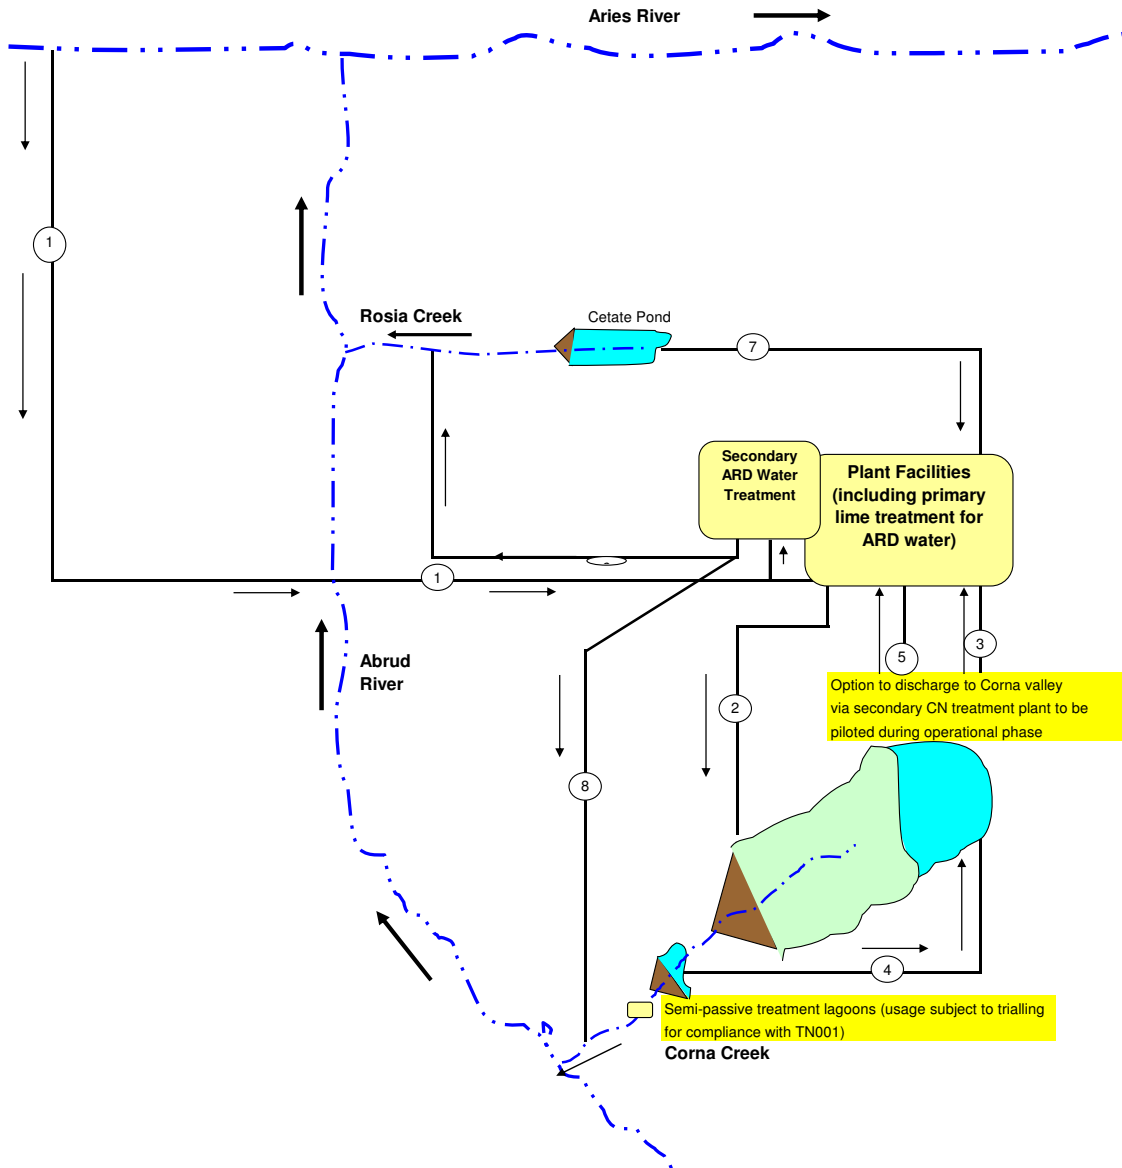 Aries River
1
Rosia Creek
Cetate Pond
7
Secondary
ARD Water
Treatment
Plant Facilities
(including primary
lime treatment for
ARD water)
1
3
5
Abrud
River
Option to discharge to Corna valley
via secondary CN treatment plant to be
piloted during operational phase
2
8
4
Semi-passive treatment lagoons (usage subject to trialling
for compliance with TN001)
Corna Creek